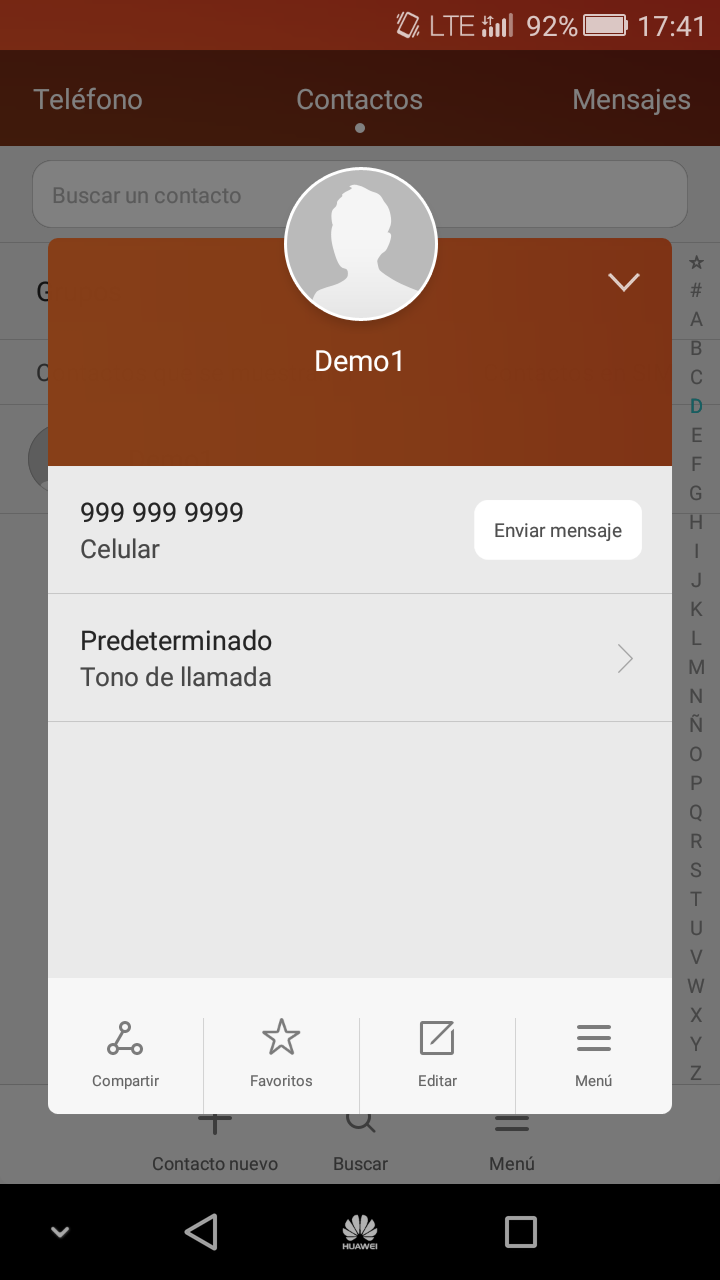 LTE 92% 17:41
Teléfono Contactos Mensajes
Buscar un contacto
Demo1
999 999 9999
Celular
Enviar mensaje
Predeterminado
Tono de llamada
#
A
B
C
D
E
F
G
H
I
J
K
L
M
N
Ñ
O
P
Q
R
S
T
U
V
W
X
Y
Z
Compartir Favoritos Editar Menú
Contacto nuevo Buscar Menú
HUAWEI